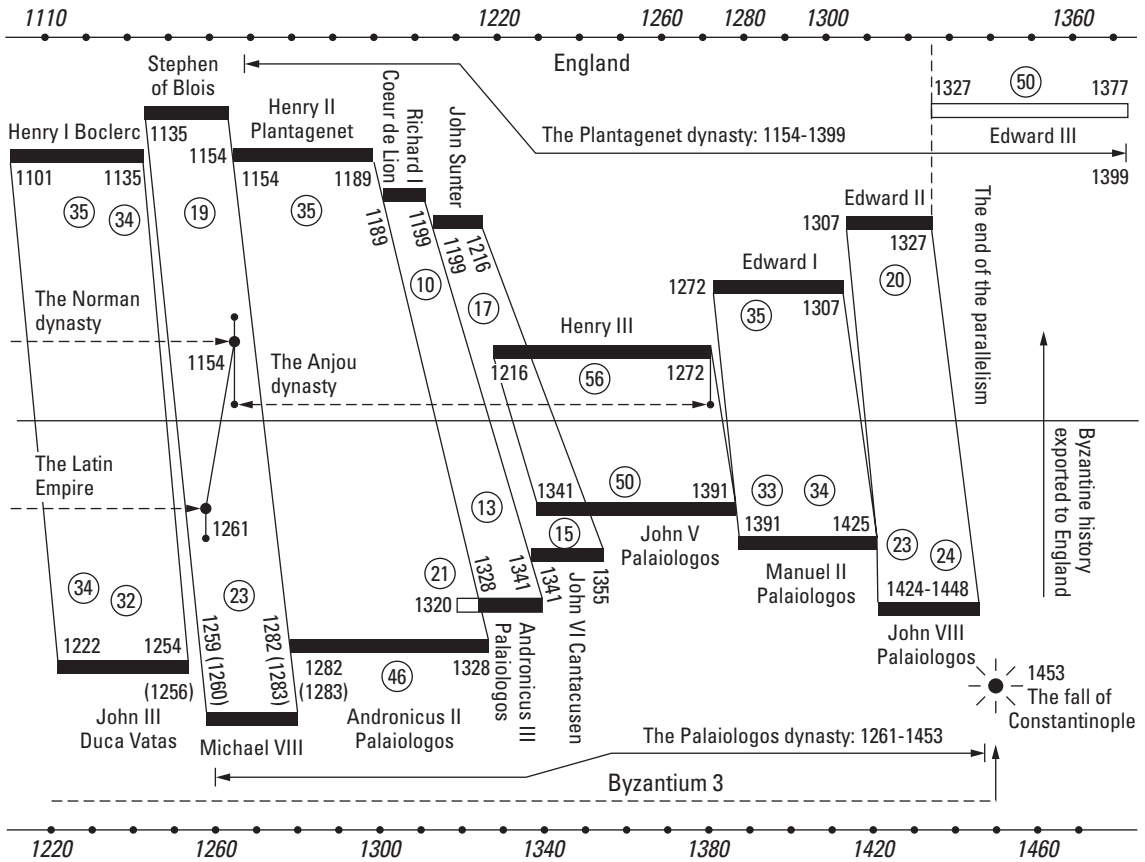 1110 1220 1260 1280 1300 1360
England
Stephen
of Blois
1135
1154
19
Henry I Boclerc
1101 1135
35 34
Henry II
Plantagenet
1154 1189
35
Richard I
Coeur de Lion
1189 1199
10
John Sunter
1199 1216
17
The Plantagenet dynasty: 1154-1399
1399
1327 50 1377
Edward III
Edward II
1307 1327
20
Edward I
1272 1307
35
Henry III
1216 1272
56
The end of the parallelism
The Norman
dynasty
1154
The Anjou
dynasty
The Latin
Empire
1261
Byzantine history
exported to England
34 32
1222 1254
(1256)
John III
Duca Vatas
1259 (1260)
23
1282 (1283)
Michael VIII
1282
(1283)
46
1328
Andronicus II
Palaiologos
21
13
1320
1328 1341
Andronicus III
Palaiologos
15
1341 1355
John VI Cantacusen
50
1341 1391
John V
Palaiologos
33 34
1391 1425
Manuel II
Palaiologos
23 24
1424-1448
John VIII
Palaiologos
1453
The fall of
Constantinople
The Palaiologos dynasty: 1261-1453
Byzantium 3
1220 1260 1300 1340 1380 1420 1460